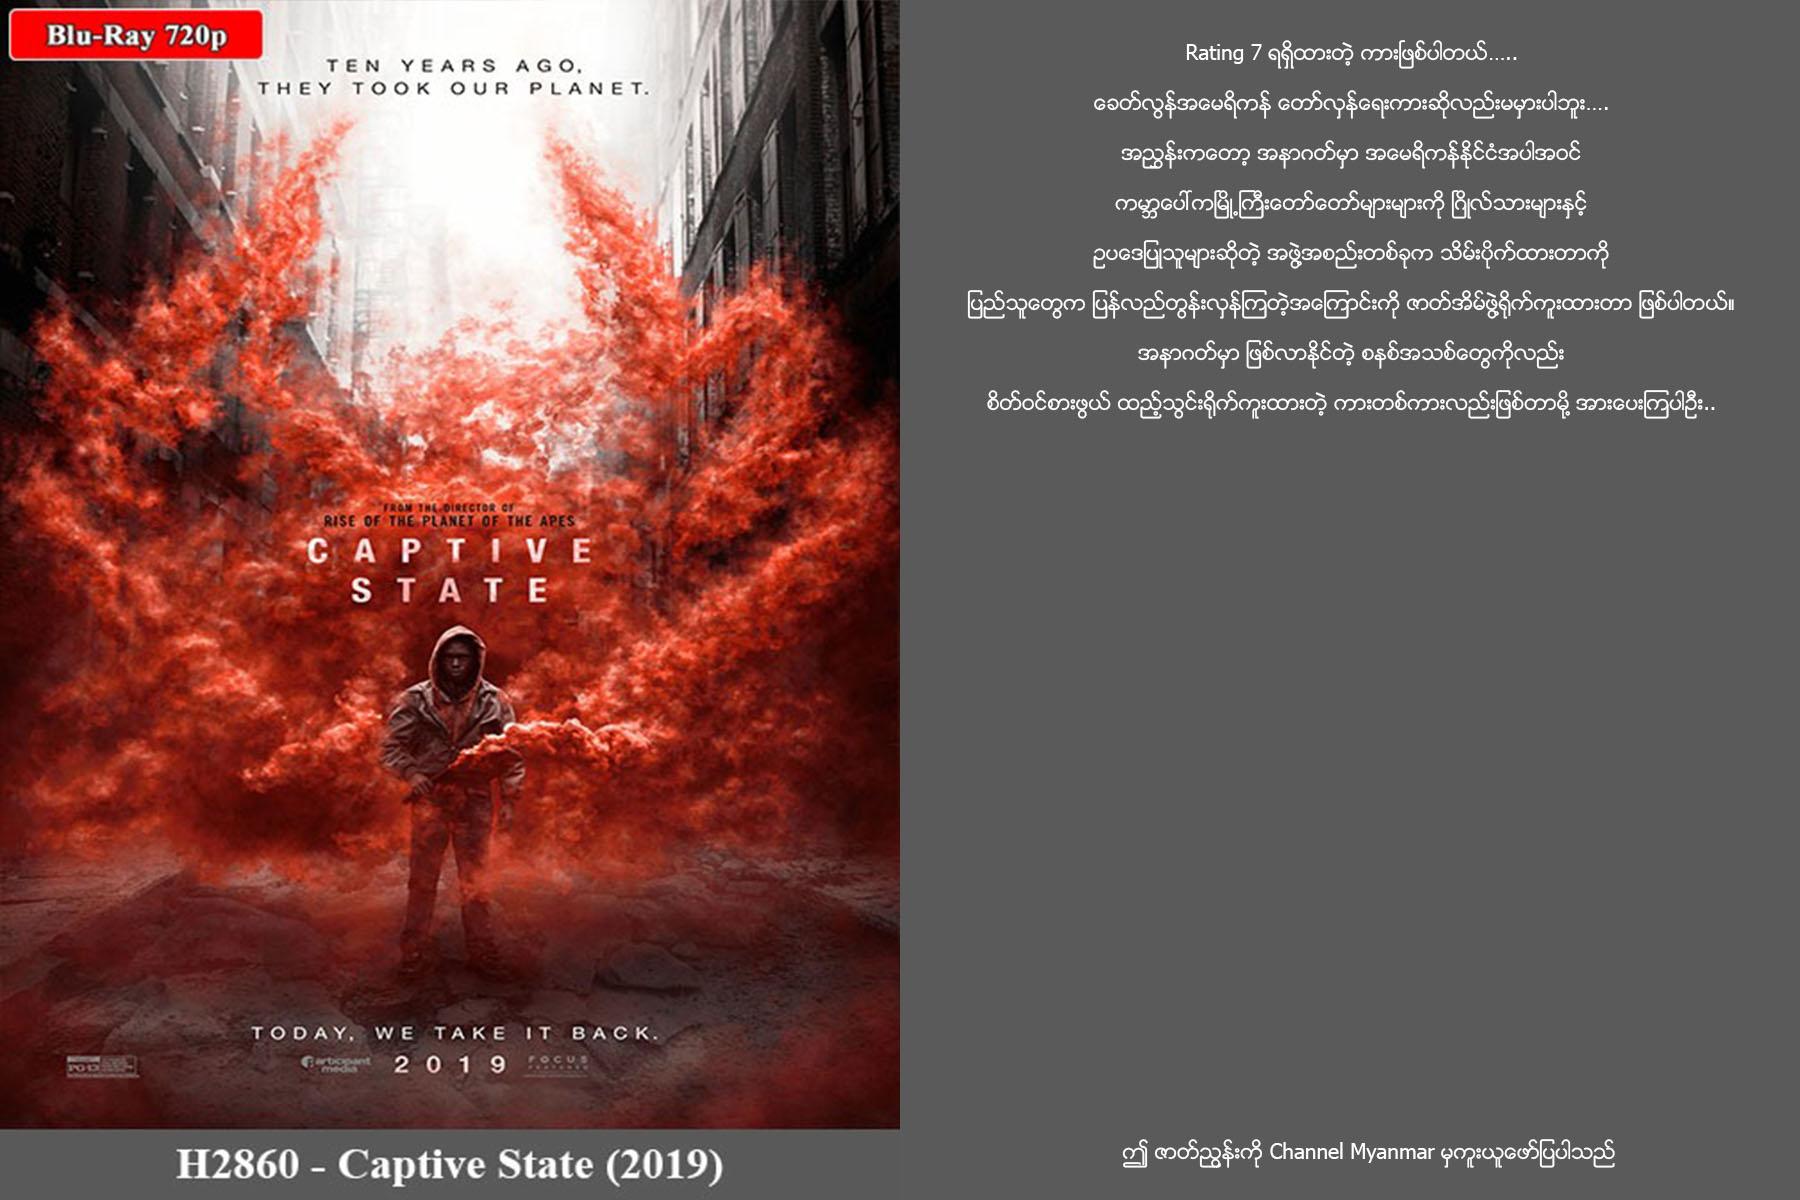 Blu-Ray 720p
TEN YEARS AGO,
THEY TOOK OUR PLANET.
FROM THE DIRECTOR OF
RISE OF THE PLANET OF THE APES
CAPTIVE
STATE
TODAY, WE TAKE IT BACK.
PG-13
participant media
2019
FOCUS FEATURES
H2860 - Captive State (2019)
Rating 7 ရရှိထားတဲ့ ကားဖြစ်ပါတယ်.....
ခေတ်လွန်အမေရိကန် တော်လှန်ရေးကားဆိုလည်းမမှားပါဘူး....
အညွှန်းကတော့ အနာဂတ်မှာ အမေရိကန်နိုင်ငံအပါအဝင်
ကမ္ဘာပေါ်ကမြို့ကြီးတော်တော်များများကို ဂြိုလ်သားများနှင့်
ဥပဒေပြုသူများဆိုတဲ့ အဖွဲ့အစည်းတစ်ခုက သိမ်းပိုက်ထားတာကို
ပြည်သူတွေက ပြန်လည်တွန်းလှန်ကြတဲ့အကြောင်းကို ဇာတ်အိမ်ဖွဲ့ရိုက်ကူးထားတာ ဖြစ်ပါတယ်။
အနာဂတ်မှာ ဖြစ်လာနိုင်တဲ့ စနစ်အသစ်တွေကိုလည်း
စိတ်ဝင်စားဖွယ် ထည့်သွင်းရိုက်ကူးထားတဲ့ ကားတစ်ကားလည်းဖြစ်တာမို့ အားပေးကြပါဦး..
ဤ ဇာတ်ညွှန်းကို Channel Myanmar မှကူးယူဖော်ပြပါသည်